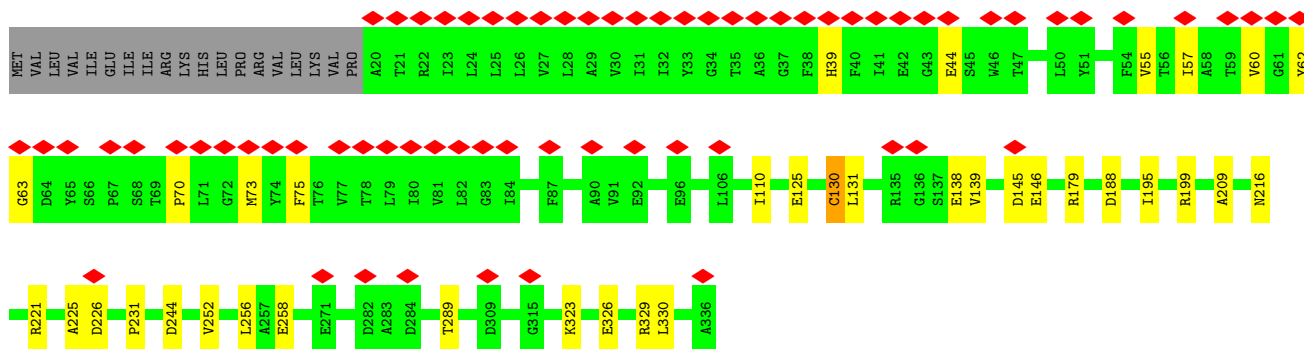 MET VAL LEU VAL ILE GLU ILE ILE ARG LYS HIS LEU PRO ARG VAL LEU LYS VAL PRO A20 T21 R22 I23 L24 L25 L26 V27 L28 A29 V30 I31 I32 Y33 G34 T35 A36 G37 F38 H39 F40 I41 E42 G43 E44 S45 W46 T47 L50 Y51 F54 V55 T56 I57 A58 T59 V60 G61 Y62
G63 D64 Y65 S66 P67 S68 T69 P70 L71 G72 M73 Y74 F75 T76 V77 T78 L79 I80 V81 L82 G83 I84 F87 A90 V91 E92 E96 L106 I110 E125 C130 L131 R135 G136 S137 E138 V139 D145 E146 R179 D188 I195 R199 A209 N216
R221 A225 D226 P231 D244 V252 L256 A257 E258 E271 D282 A283 D284 T289 D309 G315 K323 E326 R329 L330 A336